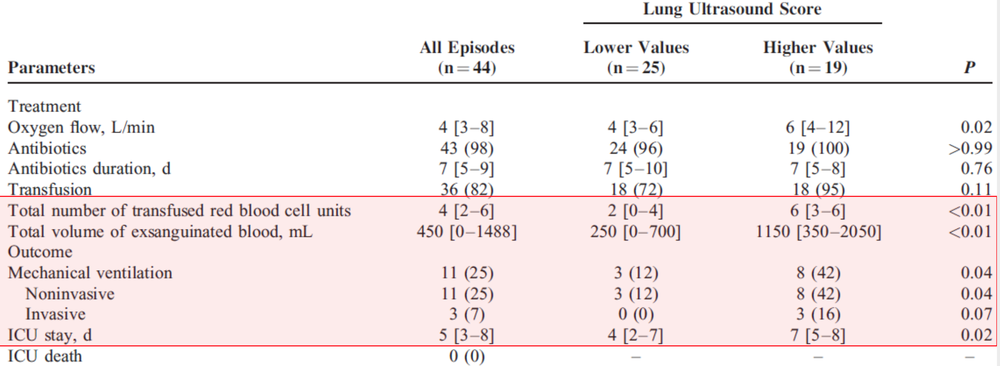 Lung Ultrasound Score
All Episodes Lower Values Higher Values
Parameters (n=44) (n=25) (n=19) P
Treatment
Oxygen flow, L/min 4 [3–8] 4 [3–6] 6 [4–12] 0.02
Antibiotics 43 (98) 24 (96) 19 (100) >0.99
Antibiotics duration, d 7 [5–9] 7 [5–10] 7 [5–8] 0.76
Transfusion 36 (82) 18 (72) 18 (95) 0.11
Total number of transfused red blood cell units 4 [2–6] 2 [0–4] 6 [3–6] <0.01
Total volume of exsanguinated blood, mL 450 [0–1488] 250 [0–700] 1150 [350–2050] <0.01
Outcome
Mechanical ventilation 11 (25) 3 (12) 8 (42) 0.04
Noninvasive 11 (25) 3 (12) 8 (42) 0.04
Invasive 3 (7) 0 (0) 3 (16) 0.07
ICU stay, d 5 [3–8] 4 [2–7] 7 [5–8] 0.02
ICU death 0 (0) – – –